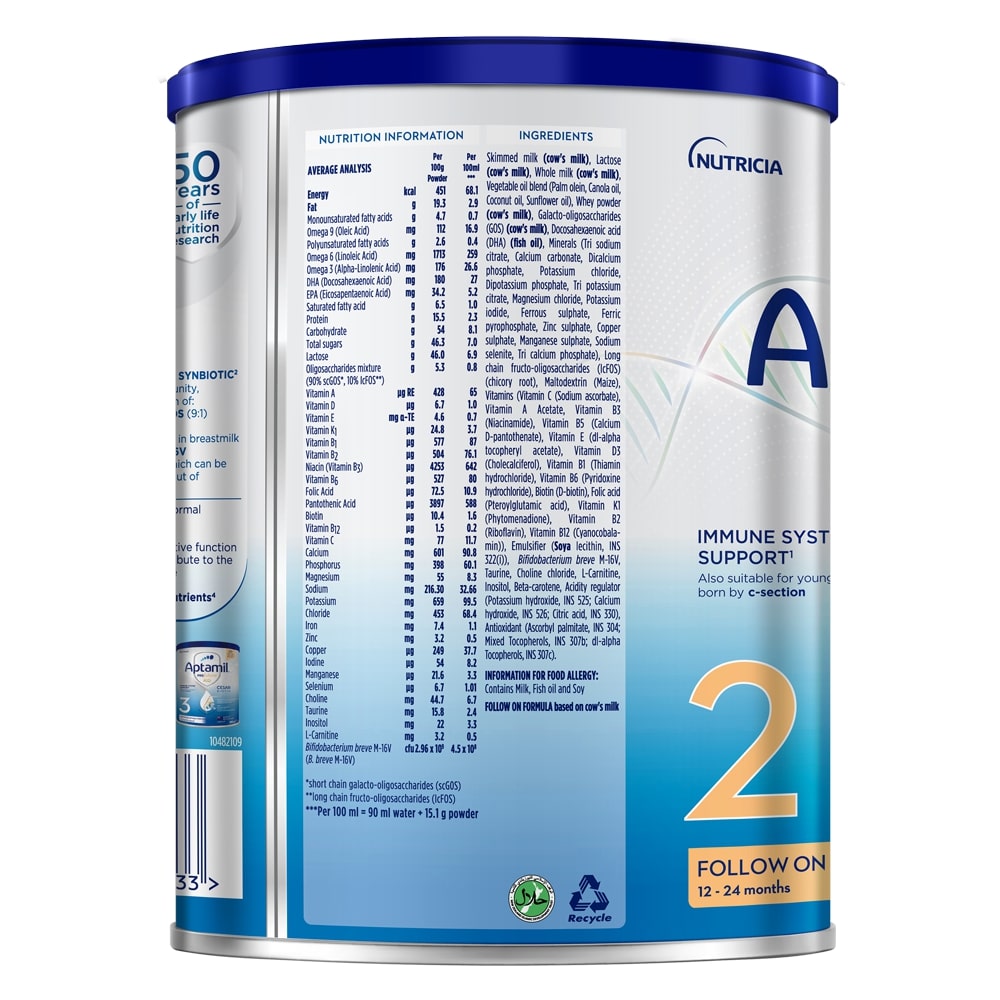 50
years
of
early life
nutrition
research
SYNBIOTIC²
of:
(9:1)
in breastmilk
which can be
out of
function
to the
Aptamil
3
10482109
33 >
NUTRITION INFORMATION
AVERAGE ANALYSIS Per 100g Powder Per 100ml ***
Energy kcal 451 68.1
Fat g 19.3 2.9
Monounsaturated fatty acids g 4.7 0.7
Omega 9 (Oleic Acid) mg 112 16.9
Polyunsaturated fatty acids g 2.6 0.4
Omega 6 (Linoleic Acid) mg 1713 259
Omega 3 (Alpha-Linolenic Acid) mg 176 26.6
DHA (Docosahexaenoic Acid) mg 180 27
EPA (Eicosapentaenoic Acid) mg 34.2 5.2
Saturated fatty acid g 6.5 1.0
Protein g 15.5 2.3
Carbohydrate g 54 8.1
Total sugars g 46.3 7.0
Lactose g 46.0 6.9
Oligosaccharides mixture g 5.3 0.8
(90% scGOS*, 10% lcFOS**)
Vitamin A µg RE 428 65
Vitamin D µg 6.7 1.0
Vitamin E mg α-TE 4.6 0.7
Vitamin K₁ µg 24.8 3.7
Vitamin B₁ µg 577 87
Vitamin B₂ µg 504 76.1
Niacin (Vitamin B₃) µg 4253 642
Vitamin B₆ µg 527 80
Folic Acid µg 72.5 10.9
Pantothenic Acid µg 3897 588
Biotin µg 10.4 1.6
Vitamin B₁₂ µg 1.5 0.2
Vitamin C mg 77 11.7
Calcium mg 601 90.8
Phosphorus mg 398 60.1
Magnesium mg 55 8.3
Sodium mg 216.30 32.66
Potassium mg 659 99.5
Chloride mg 453 68.4
Iron mg 7.4 1.1
Zinc mg 3.2 0.5
Copper µg 249 37.7
Iodine µg 54 8.2
Manganese µg 21.6 3.3
Selenium µg 6.7 1.01
Choline mg 44.7 6.7
Taurine mg 15.8 2.4
Inositol mg 22 3.3
L-Carnitine mg 3.2 0.5
Bifidobacterium breve M-16V cfu
(B. breve M-16V)
*short chain galacto-oligosaccharides (scGOS)
**long chain fructo-oligosaccharides (lcFOS)
***Per 100 ml = 90 ml water + 15.1 g powder
INGREDIENTS
Skimmed milk (cow's milk), Lactose
(cow's milk), Whole milk (cow's milk),
Vegetable oil blend (Palm olein, Canola oil,
Coconut oil, Sunflower oil), Whey powder
(cow's milk), Galacto-oligosaccharides
(GOS) (cow's milk), Docosahexaenoic acid
(DHA) (fish oil), Minerals (Tri sodium
citrate, Calcium carbonate, Dicalcium
phosphate, Potassium chloride,
Dipotassium phosphate, Tri potassium
citrate, Magnesium chloride, Potassium
iodide, Ferrous sulphate, Ferric
pyrophosphate, Zinc sulphate, Copper
sulphate, Manganese sulphate, Sodium
selenite, Tri calcium phosphate), Long
chain fructo-oligosaccharides (lcFOS)
(chicory root), Maltodextrin (Maize),
Vitamins (Vitamin C (Sodium ascorbate),
Vitamin A Acetate, Vitamin B3
(Niacinamide), Vitamin B5 (Calcium
D-pantothenate), Vitamin E (dl-alpha
tocopheryl acetate), Vitamin D3
(Cholecalciferol), Vitamin B1 (Thiamin
hydrochloride), Vitamin B6 (Pyridoxine
hydrochloride), Biotin (D-biotin), Folic acid
(Pteroylglutamic acid), Vitamin K1
(Phytomenadione), Vitamin B2
(Riboflavin), Vitamin B12 (Cyanocobala-
min)), Emulsifier (Soya lecithin, INS
322(i)), Bifidobacterium breve M-16V,
Taurine, Choline chloride, L-Carnitine,
Inositol, Beta-carotene, Acidity regulator
(Potassium hydroxide, INS 525; Calcium
hydroxide, INS 526; Citric acid, INS 330),
Antioxidant (Ascorbyl palmitate, INS 304;
Mixed Tocopherols, INS 307b; dl-alpha
Tocopherols, INS 307c).
INFORMATION FOR FOOD ALLERGY:
Contains Milk, Fish oil and Soy
FOLLOW ON FORMULA based on cow's milk
حلال
Recycle
NUTRICIA
A
IMMUNE SYST
SUPPORT¹
Also suitable for young
born by c-section
2
FOLLOW ON
12 - 24 months